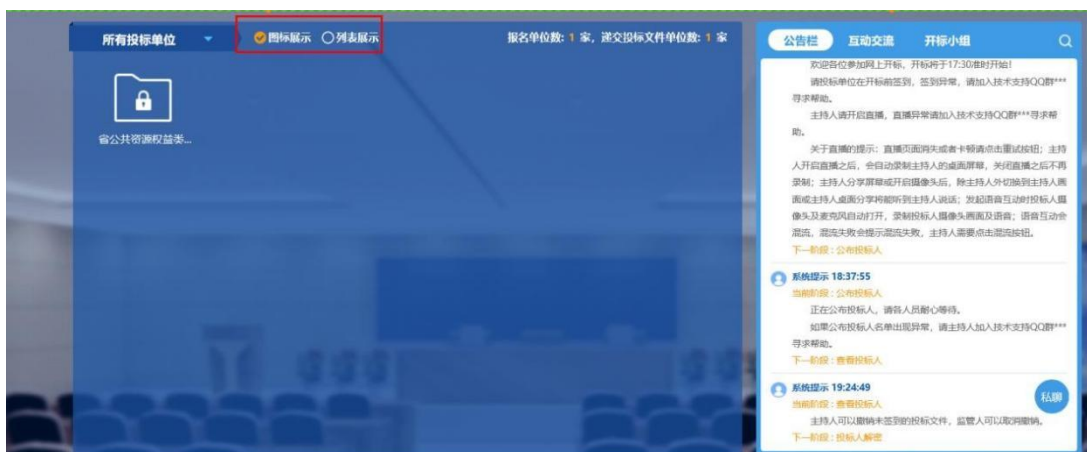 所有投标单位
图标展示 列表展示
报名单位数: 1 家, 递交投标文件单位数: 1 家
省公共资源权益类...
公告栏 互动交流 开标小组
欢迎各位参加网上开标, 开标将于17:30准时开始!
请投标单位在开标前签到, 签到异常, 请加入技术支持QQ群***
寻求帮助。
主持人请开启直播, 直播异常请加入技术支持QQ群***寻求帮
助。
关于直播的提示: 直播页面消失或者卡顿请点击重试按钮; 主持
人开启直播之后, 会自动录制主持人的桌面屏幕, 关闭直播之后不再
录制; 主持人分享屏幕或开启摄像头后, 除主持人外切换到主持人画
面或主持人桌面分享将能听到主持人说话; 发起语音互动时投标人摄
像头及麦克风自动打开, 录制投标人摄像头画面及语音; 语音互动会
混流, 混流失败会提示混流失败, 主持人需要点击混流按钮。
下一阶段: 公布投标人
系统提示 18:37:55
当前阶段: 公布投标人
正在公布投标人, 请各人员耐心等待。
如果公布投标人名单出现异常, 请主持人加入技术支持QQ群***
寻求帮助。
下一阶段: 查看投标人
系统提示 19:24:49
当前阶段: 查看投标人
主持人可以撤销未签到的投标文件, 监管人可以取消撤销。
下一阶段: 投标人解密
私聊